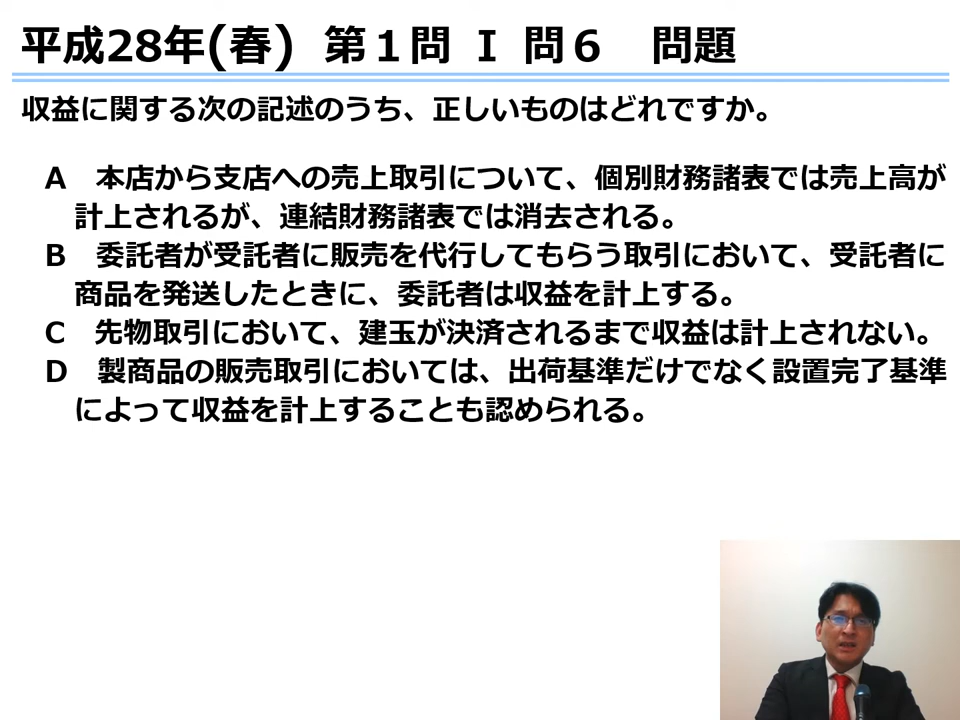 平成28年(春) 第１問 Ⅰ 問６ 問題
収益に関する次の記述のうち、正しいものはどれですか。
A 本店から支店への売上取引について、個別財務諸表では売上高が
計上されるが、連結財務諸表では消去される。
B 委託者が受託者に販売を代行してもらう取引において、受託者に
商品を発送したときに、委託者は収益を計上する。
C 先物取引において、建玉が決済されるまで収益は計上されない。
D 製商品の販売取引においては、出荷基準だけでなく設置完了基準
によって収益を計上することも認められる。